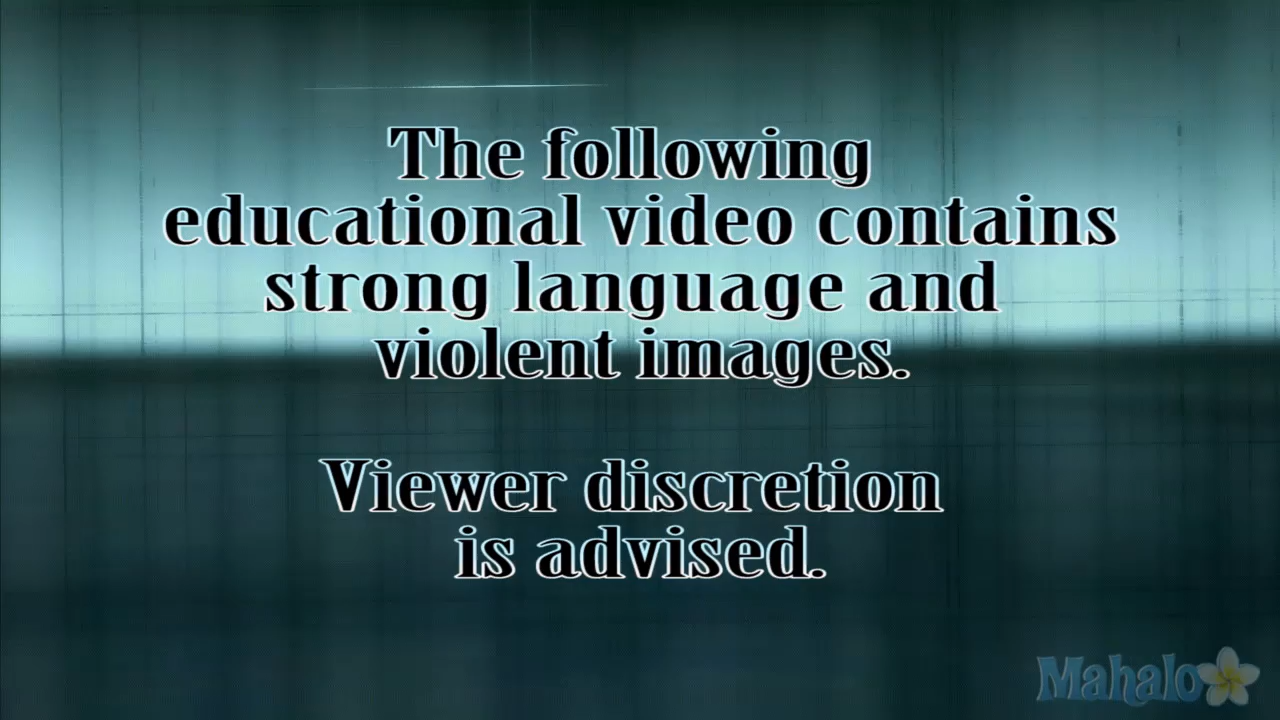 The following
educational video contains
strong language and
violent images.
Viewer discretion
is advised.
Mahalo